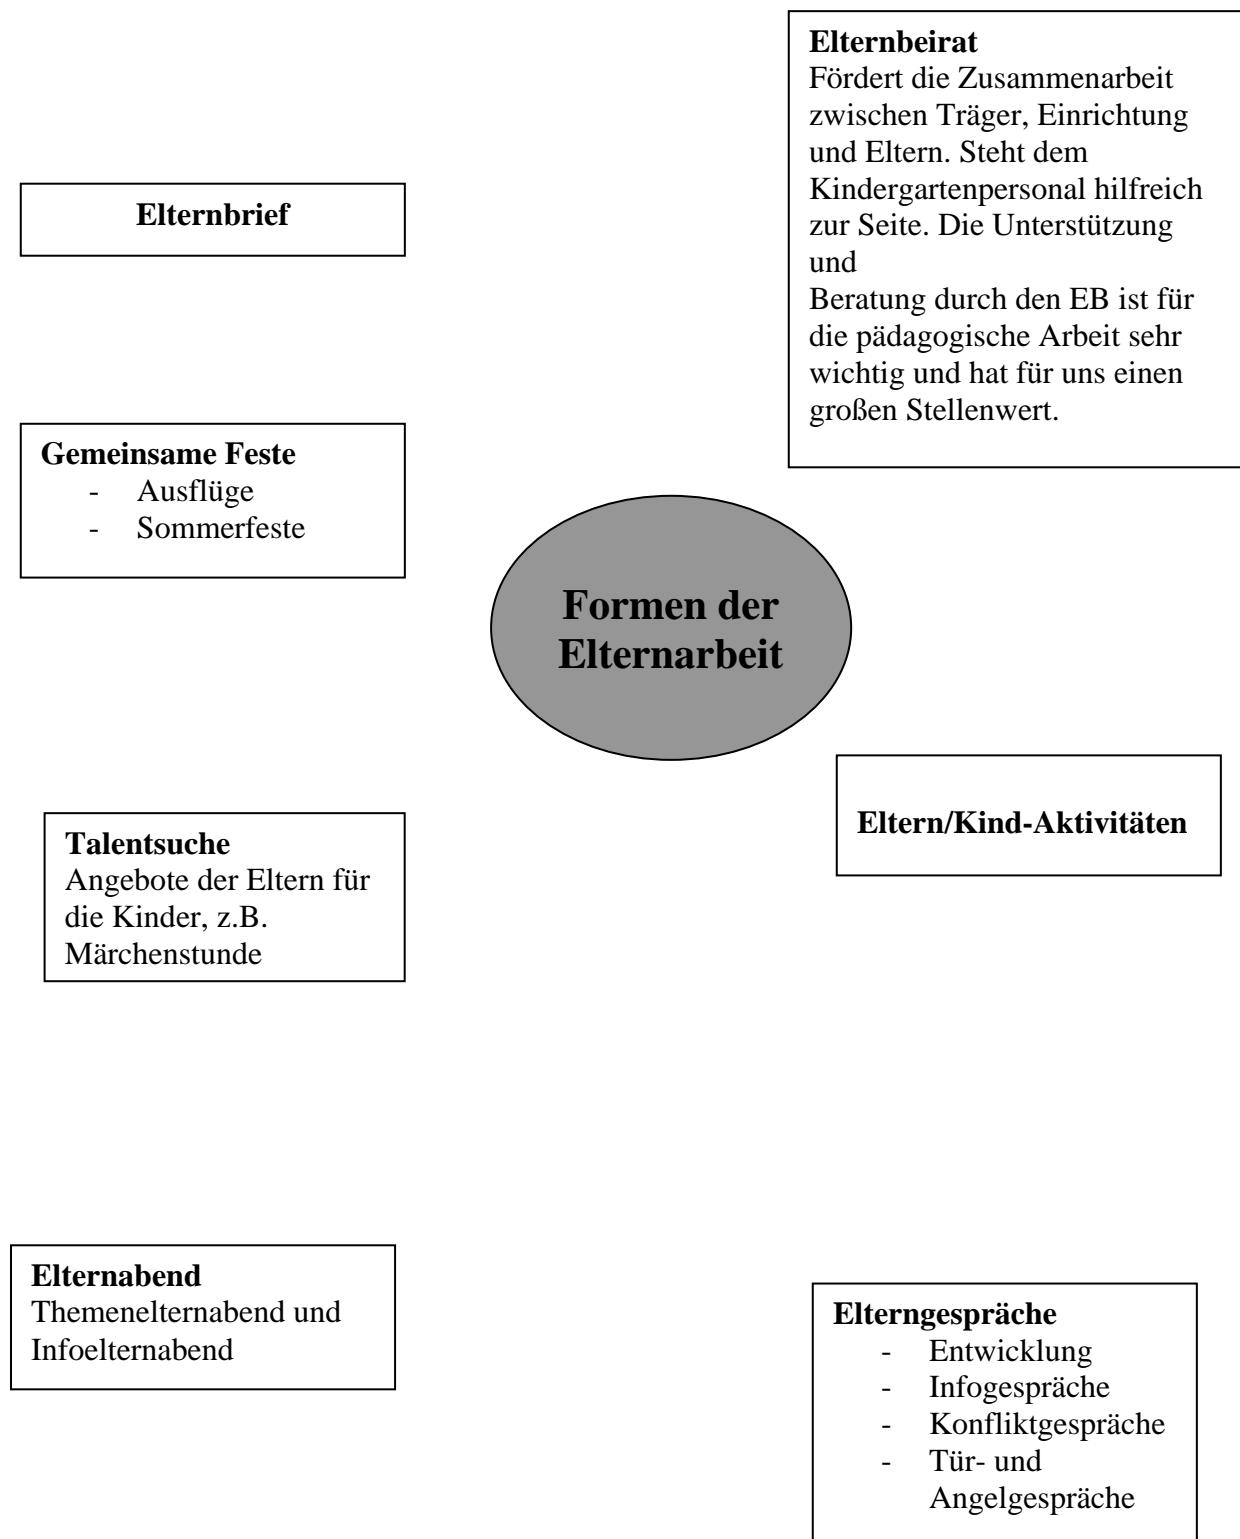 Elternbeirat
Fördert die Zusammenarbeit
zwischen Träger, Einrichtung
und Eltern. Steht dem
Kindergartenpersonal hilfreich
zur Seite. Die Unterstützung
und
Beratung durch den EB ist für
die pädagogische Arbeit sehr
wichtig und hat für uns einen
großen Stellenwert.
Elternbrief
Gemeinsame Feste
- Ausflüge
- Sommerfeste
Formen der
Elternarbeit
Eltern/Kind-Aktivitäten
Talentsuche
Angebote der Eltern für
die Kinder, z.B.
Märchenstunde
Elternabend
Themenelternabend und
Infoelternabend
Elterngespräche
- Entwicklung
- Infogespräche
- Konfliktgespräche
- Tür- und
Angelgespräche